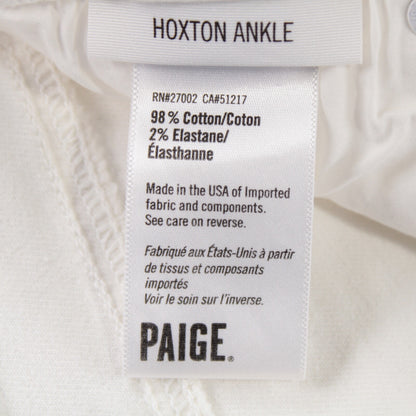 HOXTON ANKLE
RN#27002 CA#51217
98% Cotton/Coton
2% Elastane/
Élasthanne
Made in the USA of Imported
fabric and components.
See care on reverse.
Fabriqué aux États-Unis à partir
de tissus et composants
importés
Voir le soin sur l'inverse.
PAIGE®